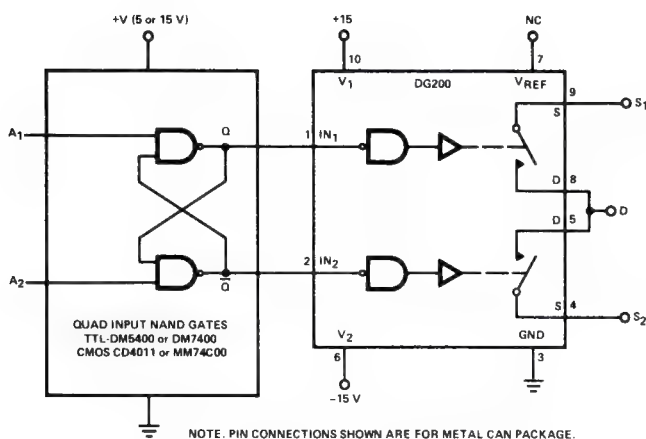 +V (5 or 15 V)
+15
NC
10
7
V1
DG200
VREF
9
S
S1
A1
Q
1
IN1
D
8
D
D
5
2
IN2
A2
Q̅
S
4
S2
QUAD INPUT NAND GATES
TTL-DM5400 or DM7400
CMOS CD4011 or MM74C00
V2
GND
6
3
−15 V
NOTE. PIN CONNECTIONS SHOWN ARE FOR METAL CAN PACKAGE.